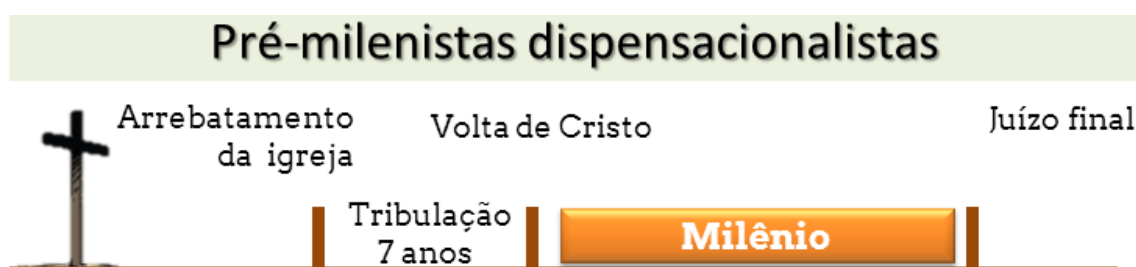 Pré-milenistas dispensacionalistas
Arrebatamento
da igreja
Volta de Cristo
Juízo final
Tribulação
7 anos
Milênio